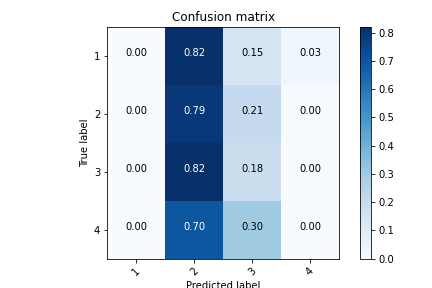 Confusion matrix
0.8
1 0.00 0.82 0.15 0.03
0.7
0.6
2 0.00 0.79 0.21 0.00
0.5
True label
0.4
3 0.00 0.82 0.18 0.00
0.3
0.2
4 0.00 0.70 0.30 0.00
0.1
0.0
1 2 3 4
Predicted label